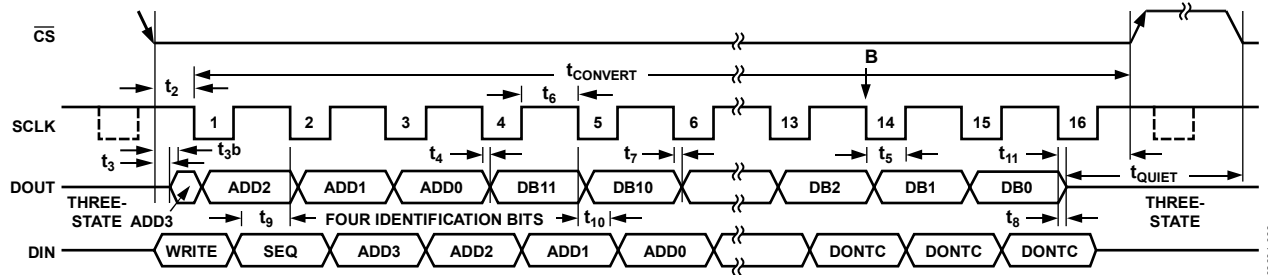 CS
B
tCONVERT
t2
t6
SCLK
1 2 3 4 5 6 13 14 15 16
t3 t3b t4 t7 t5 t11
tQUIET
DOUT
ADD2 ADD1 ADD0 DB11 DB10 DB2 DB1 DB0
THREE-
STATE ADD3
THREE-
STATE
t9 FOUR IDENTIFICATION BITS t10 t8
DIN
WRITE SEQ ADD3 ADD2 ADD1 ADD0 DONTC DONTC DONTC